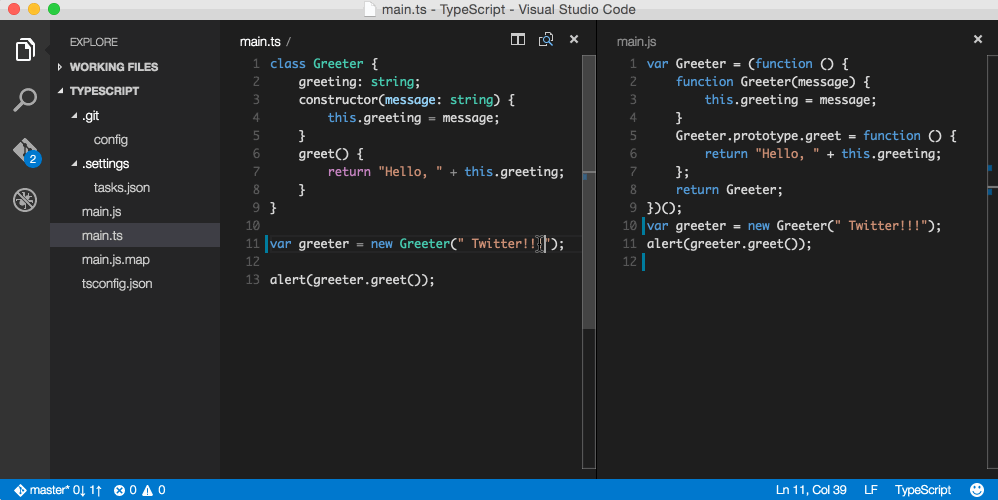 main.ts - TypeScript - Visual Studio Code
EXPLORE
WORKING FILES
TYPESCRIPT
.git
config
.settings
tasks.json
main.js
main.ts
main.js.map
tsconfig.json
2
main.ts /
1 class Greeter {
2 greeting: string;
3 constructor(message: string) {
4 this.greeting = message;
5 }
6 greet() {
7 return "Hello, " + this.greeting;
8 }
9 }
10
11 var greeter = new Greeter(" Twitter!!!");
12
13 alert(greeter.greet());
main.js
1 var Greeter = (function () {
2 function Greeter(message) {
3 this.greeting = message;
4 }
5 Greeter.prototype.greet = function () {
6 return "Hello, " + this.greeting;
7 };
8 return Greeter;
9 })();
10 var greeter = new Greeter(" Twitter!!!");
11 alert(greeter.greet());
12
master* 0↓ 1↑ 0 0 Ln 11, Col 39 LF TypeScript